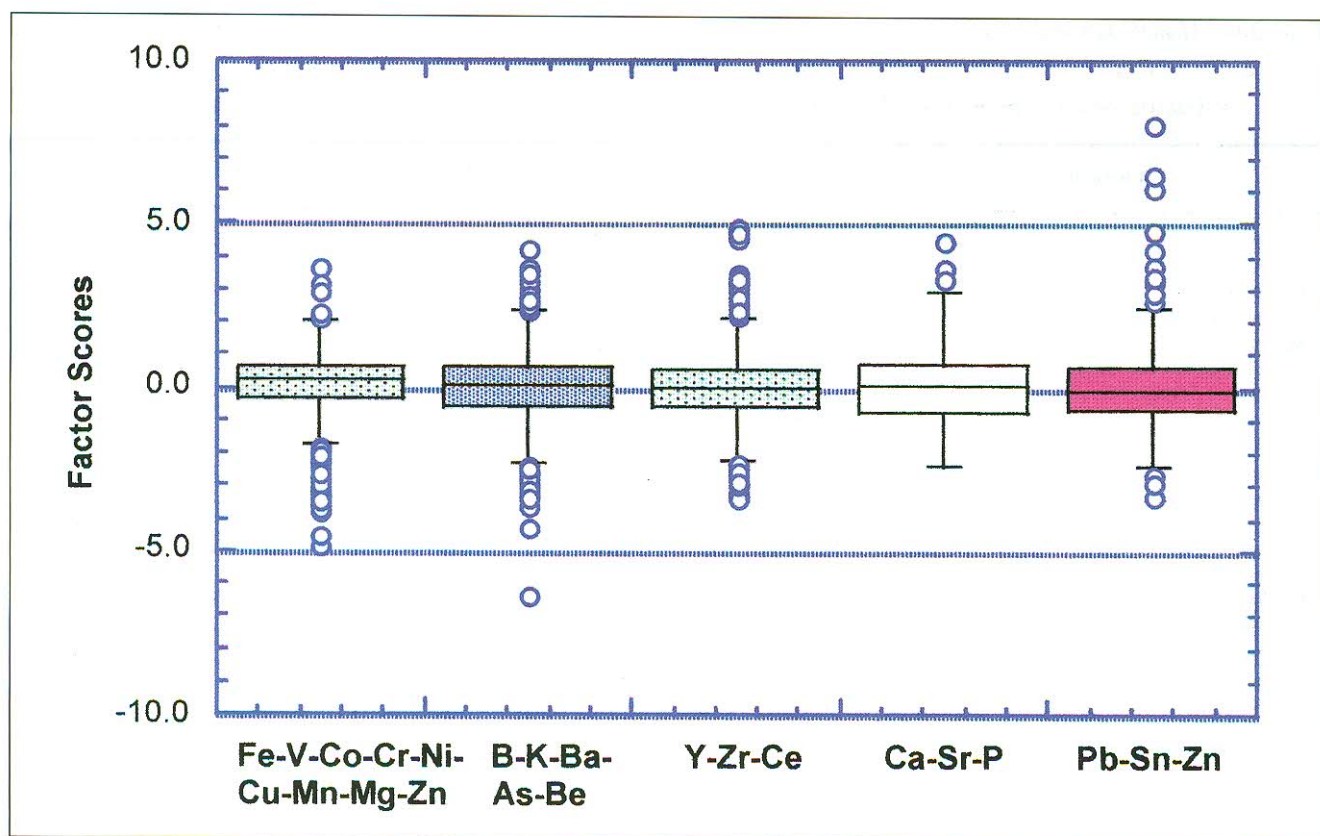 10.0
5.0
0.0
-5.0
-10.0
Factor Scores
Fe-V-Co-Cr-Ni-
Cu-Mn-Mg-Zn
B-K-Ba-
As-Be
Y-Zr-Ce
Ca-Sr-P
Pb-Sn-Zn